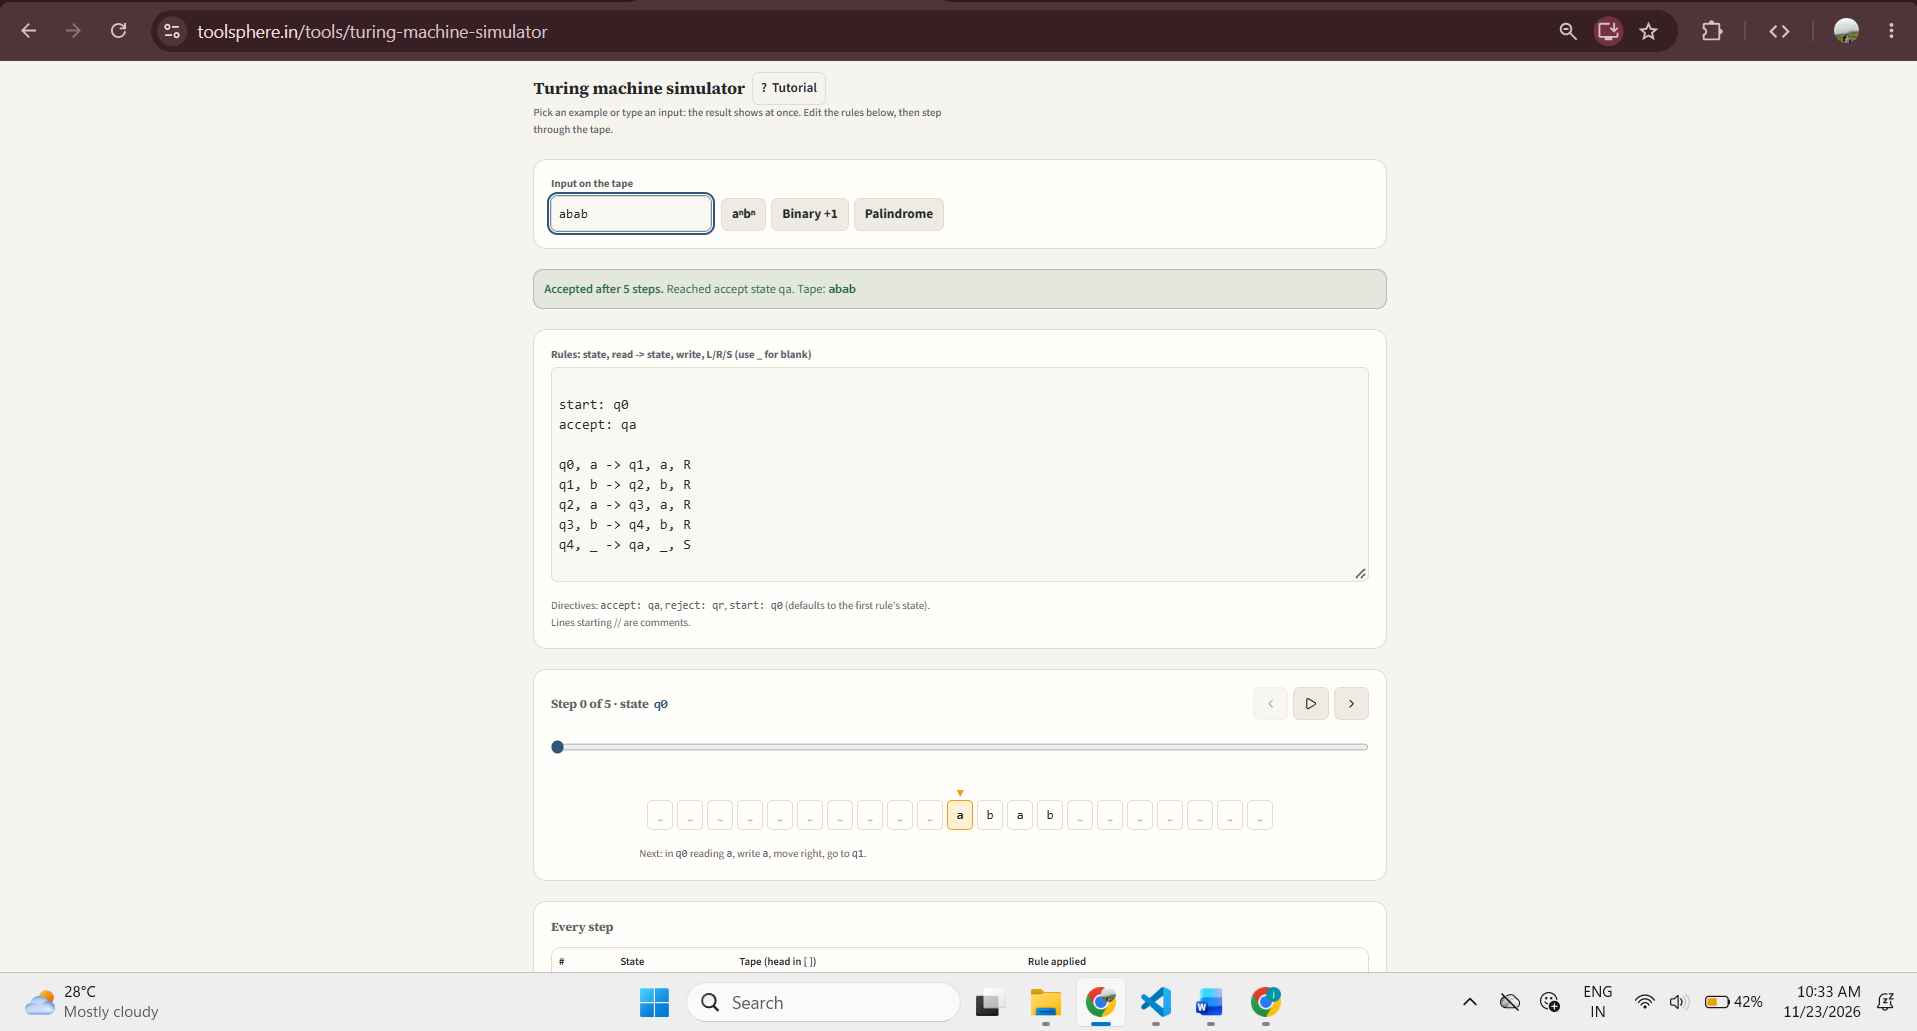 toolsphere.in/tools/turing-machine-simulator
Turing machine simulator ? Tutorial
Pick an example or type an input: the result shows at once. Edit the rules below, then step
through the tape.
Input on the tape
abab aⁿbⁿ Binary +1 Palindrome
Accepted after 5 steps. Reached accept state qa. Tape: abab
Rules: state, read -> state, write, L/R/S (use _ for blank)
start: q0
accept: qa
q0, a -> q1, a, R
q1, b -> q2, b, R
q2, a -> q3, a, R
q3, b -> q4, b, R
q4, _ -> qa, _, S
Directives: accept: qa, reject: qr, start: q0 (defaults to the first rule's state).
Lines starting // are comments.
Step 0 of 5 · state q0
_ _ _ _ _ _ _ _ _ _ a b a b _ _ _ _ _ _ _
Next: in q0 reading a, write a, move right, go to q1.
Every step
# State Tape (head in [ ]) Rule applied
28°C
Mostly cloudy
Search
ENG
IN
42%
10:33 AM
11/23/2026